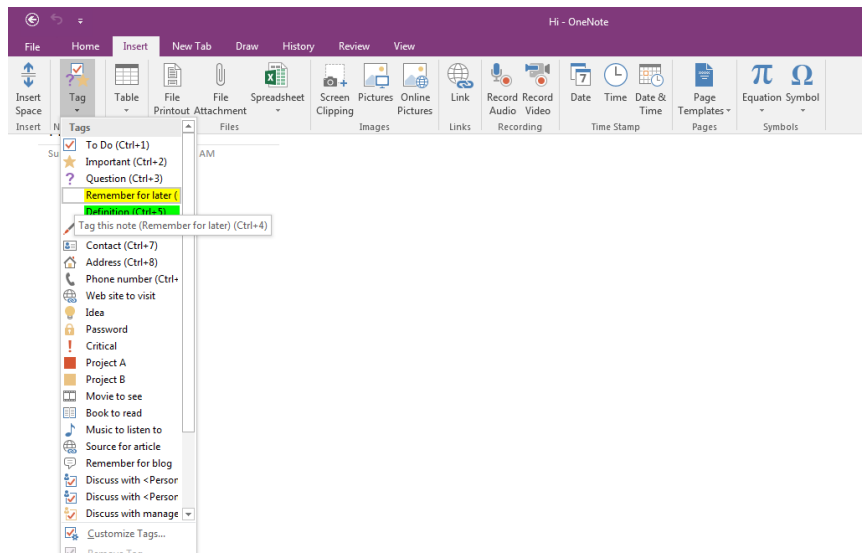 Hi - OneNote
File Home Insert New Tab Draw History Review View
Insert Space
Tag
Table
File Printout
File Attachment
Spreadsheet
Screen Clipping
Pictures
Online Pictures
Link
Record Audio
Record Video
7
Date
Time
Date & Time
Page Templates
π
Equation
Ω
Symbol
Insert N Files Images Links Recording Time Stamp Pages Symbols
Tags
Su AM
To Do (Ctrl+1)
Important (Ctrl+2)
? Question (Ctrl+3)
Remember for later (
Definition (Ctrl+5)
Tag this note (Remember for later) (Ctrl+4)
Contact (Ctrl+7)
Address (Ctrl+8)
Phone number (Ctrl+
Web site to visit
Idea
Password
! Critical
Project A
Project B
Movie to see
Book to read
Music to listen to
Source for article
Remember for blog
Discuss with <Person
Discuss with <Person
Discuss with manage
Customize Tags...
Remove Tag